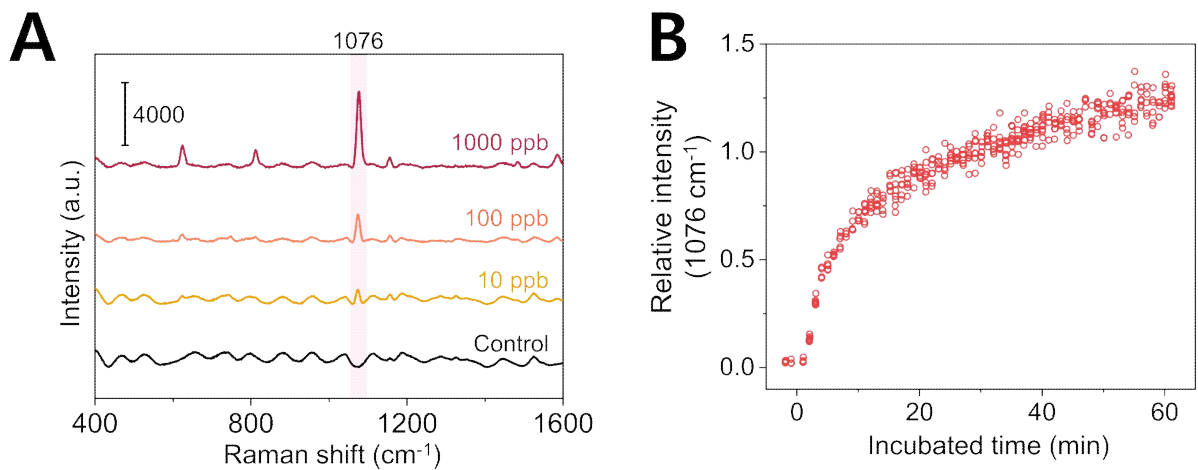 A
1076
4000
1000 ppb
100 ppb
10 ppb
Control
Intensity (a.u.)
400 800 1200 1600
Raman shift (cm-1)
B
1.5
1.0
0.5
0.0
Relative intensity
(1076 cm-1)
0 20 40 60
Incubated time (min)